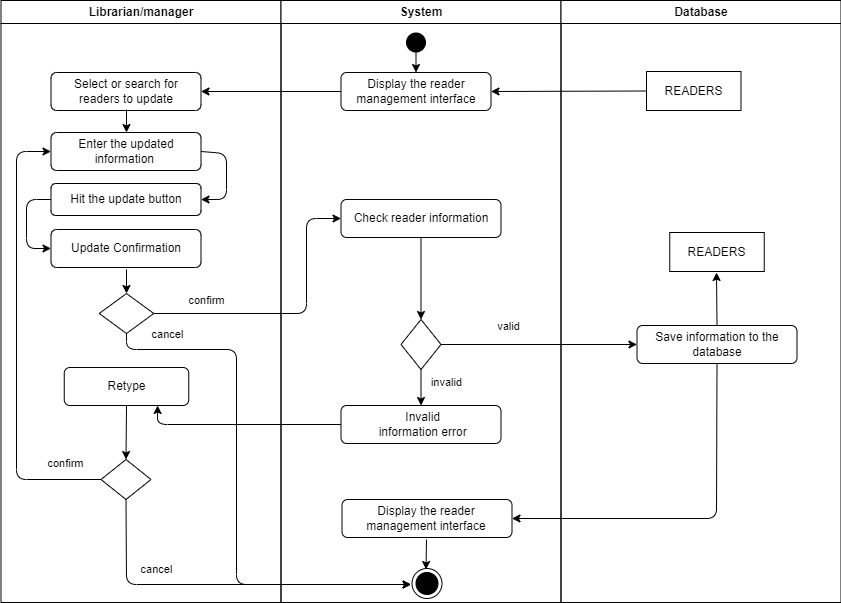 Librarian/manager
System
Database
Select or search for
readers to update
Display the reader
management interface
READERS
Enter the updated
information
Hit the update button
Update Confirmation
Check reader information
READERS
confirm
cancel
valid
Save information to the
database
invalid
Retype
Invalid
information error
confirm
Display the reader
management interface
cancel